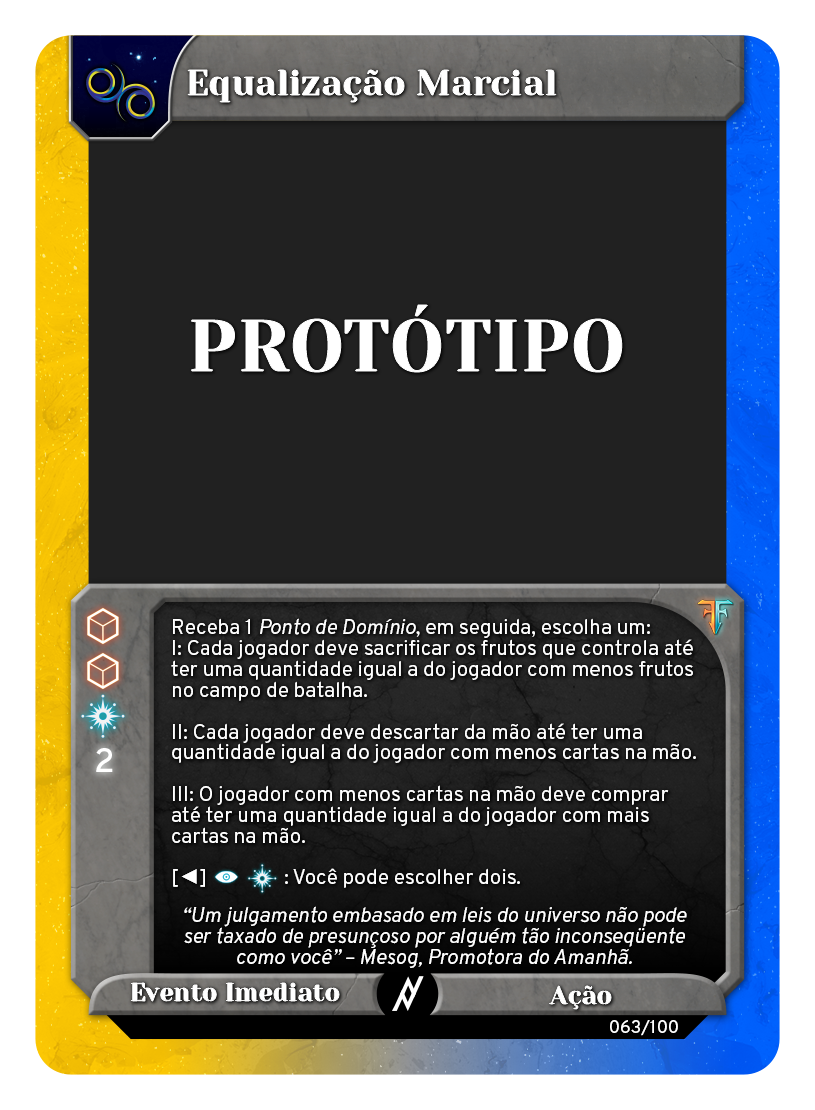 Equalização Marcial
PROTÓTIPO
Receba 1 Ponto de Domínio, em seguida, escolha um:
I: Cada jogador deve sacrificar os frutos que controla até
ter uma quantidade igual a do jogador com menos frutos
no campo de batalha.
II: Cada jogador deve descartar da mão até ter uma
quantidade igual a do jogador com menos cartas na mão.
III: O jogador com menos cartas na mão deve comprar
até ter uma quantidade igual a do jogador com mais
cartas na mão.
[◄] : Você pode escolher dois.
“Um julgamento embasado em leis do universo não pode
ser taxado de presunçoso por alguém tão inconseqüente
como você” – Mesog, Promotora do Amanhã.
2
Evento Imediato
Ação
063/100